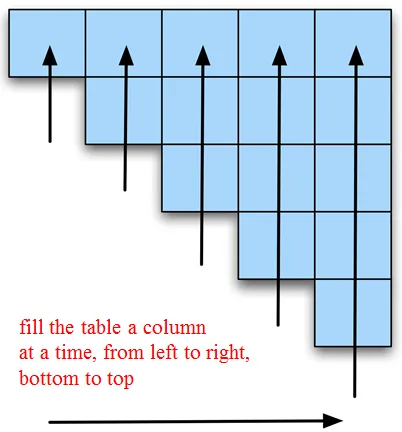 fill the table a column
at a time, from left to right,
bottom to top